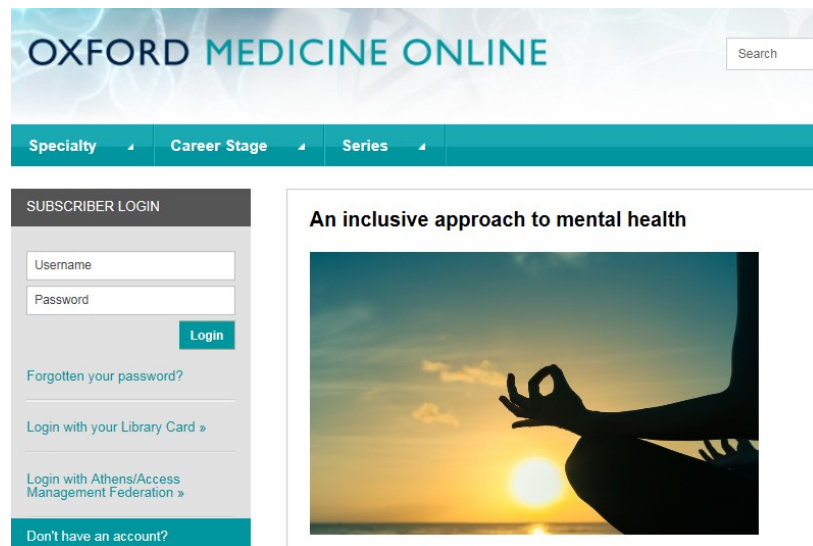 OXFORD MEDICINE ONLINE
Search
Specialty
Career Stage
Series
SUBSCRIBER LOGIN
Username
Password
Login
Forgotten your password?
Login with your Library Card »
Login with Athens/Access
Management Federation »
Don't have an account?
An inclusive approach to mental health